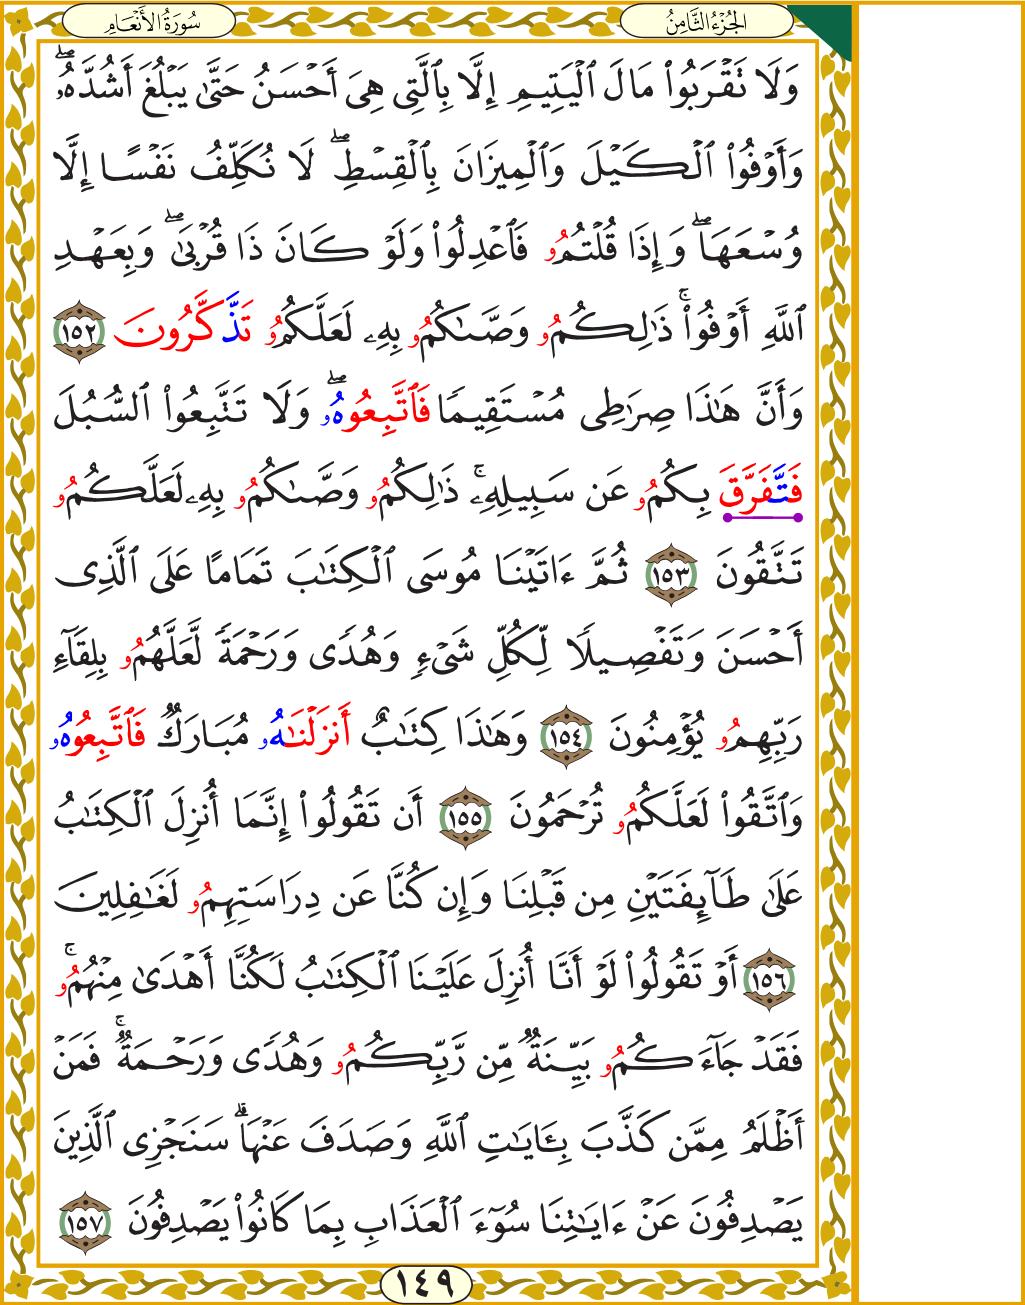 سُورَةُ الأَنْعَامِ
الجُزْءُ الثَّامِنُ
وَلَا تَقْرَبُوا۟ مَالَ ٱلْيَتِيمِ إِلَّا بِٱلَّتِى هِىَ أَحْسَنُ حَتَّىٰ يَبْلُغَ أَشُدَّهُۥۖ
وَأَوْفُوا۟ ٱلْكَيْلَ وَٱلْمِيزَانَ بِٱلْقِسْطِۖ لَا نُكَلِّفُ نَفْسًا إِلَّا
وُسْعَهَاۖ وَإِذَا قُلْتُمُۥ فَٱعْدِلُوا۟ وَلَوْ كَانَ ذَا قُرْبَىٰۖ وَبِعَهْدِ
ٱللَّهِ أَوْفُوا۟ۚ ذَٰلِكُمُۥ وَصَّىٰكُمُۥ بِهِۦ لَعَلَّكُمُۥ تَذَّكَّرُونَ ١٥٢
وَأَنَّ هَٰذَا صِرَٰطِى مُسْتَقِيمًا فَٱتَّبِعُوهُۥۖ وَلَا تَتَّبِعُوا۟ ٱلسُّبُلَ
فَتَّفَرَّقَ بِكُمُۥ عَن سَبِيلِهِۦۚ ذَٰلِكُمُۥ وَصَّىٰكُمُۥ بِهِۦ لَعَلَّكُمُۥ
تَتَّقُونَ ١٥٣ ثُمَّ ءَاتَيْنَا مُوسَى ٱلْكِتَٰبَ تَمَامًا عَلَى ٱلَّذِى
أَحْسَنَ وَتَفْصِيلًا لِّكُلِّ شَىْءٍ وَهُدًى وَرَحْمَةً لَّعَلَّهُمُۥ بِلِقَآءِ
رَبِّهِمُۥ يُؤْمِنُونَ ١٥٤ وَهَٰذَا كِتَٰبٌ أَنزَلْنَٰهُۥ مُبَارَكٌ فَٱتَّبِعُوهُۥ
وَٱتَّقُوا۟ لَعَلَّكُمُۥ تُرْحَمُونَ ١٥٥ أَن تَقُولُوٓا۟ إِنَّمَآ أُنزِلَ ٱلْكِتَٰبُ
عَلَىٰ طَآئِفَتَيْنِ مِن قَبْلِنَا وَإِن كُنَّا عَن دِرَاسَتِهِمُۥ لَغَٰفِلِينَ
١٥٦ أَوْ تَقُولُوا۟ لَوْ أَنَّآ أُنزِلَ عَلَيْنَا ٱلْكِتَٰبُ لَكُنَّآ أَهْدَىٰ مِنْهُمُۥۚ
فَقَدْ جَآءَكُمُۥ بَيِّنَةٌ مِّن رَّبِّكُمُۥ وَهُدًى وَرَحْمَةٌۚ فَمَنْ
أَظْلَمُ مِمَّن كَذَّبَ بِـَٔايَٰتِ ٱللَّهِ وَصَدَفَ عَنْهَاۗ سَنَجْزِى ٱلَّذِينَ
يَصْدِفُونَ عَنْ ءَايَٰتِنَا سُوٓءَ ٱلْعَذَابِ بِمَا كَانُوا۟ يَصْدِفُونَ ١٥٧
١٤٩